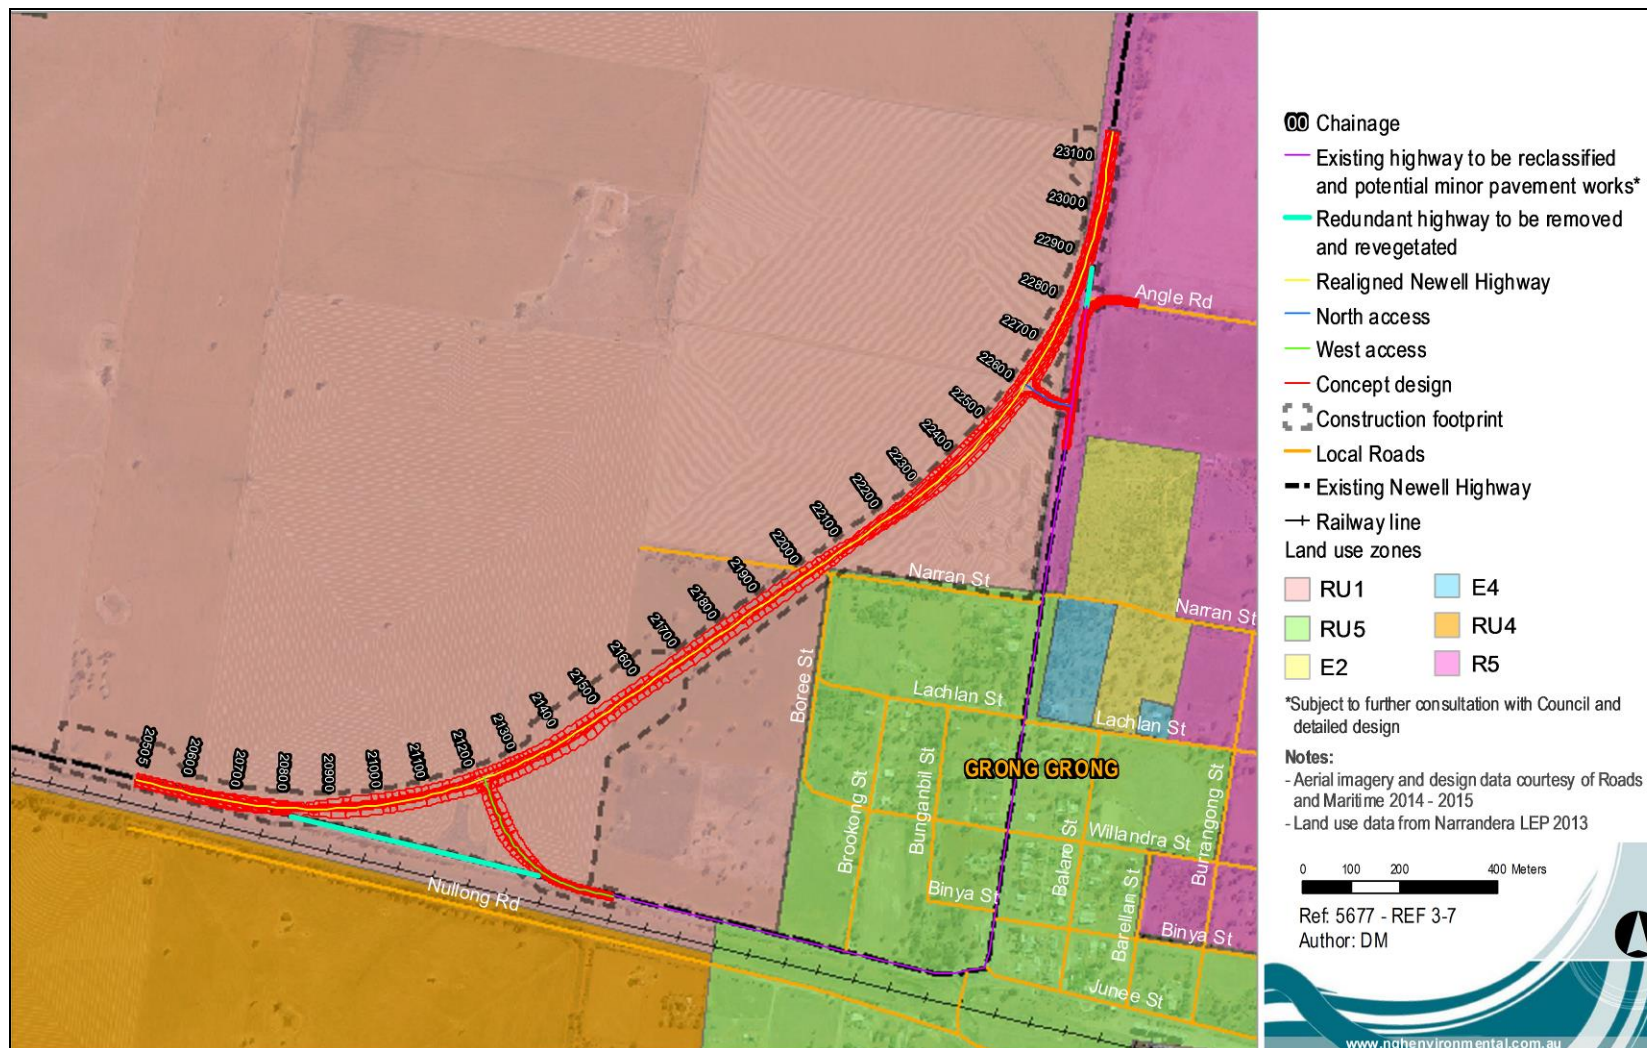 23100
23000
22900
22800
22700
22600
22500
22400
22300
22200
22100
22000
21900
21800
21700
21600
21500
21400
21300
21200
21100
21000
20900
20800
20700
20600
20505
Angle Rd
Narran St
Narran St
Boree St
Lachlan St
Lachlan St
GRONG GRONG
Brookong St
Bunganbil St
Balaro St
Willandra St
Burrangong St
Barellan St
Binya St
Binya St
Junee St
Nullong Rd
00 Chainage
Existing highway to be reclassified
and potential minor pavement works*
Redundant highway to be removed
and revegetated
Realigned Newell Highway
North access
West access
Concept design
Construction footprint
Local Roads
Existing Newell Highway
Railway line
Land use zones
RU1 E4
RU5 RU4
E2 R5
*Subject to further consultation with Council and
detailed design
Notes:
- Aerial imagery and design data courtesy of Roads
and Maritime 2014 - 2015
- Land use data from Narrandera LEP 2013
0 100 200 400 Meters
Ref: 5677 - REF 3-7
Author: DM
www.nghenvironmental.com.au